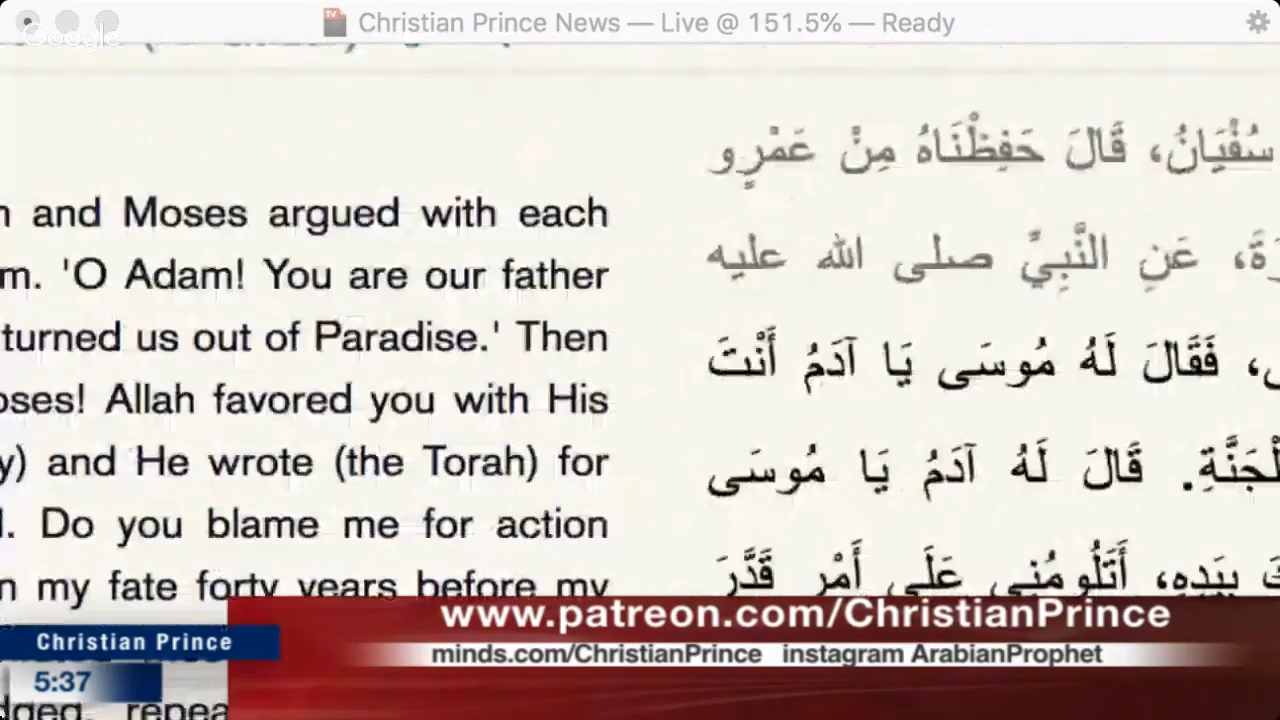 Christian Prince News — Live @ 151.5% — Ready
Google
and Moses argued with each
'O Adam! You are our father
turned us out of Paradise.' Then
Allah favored you with His
and He wrote (the Torah) for
Do you blame me for action
my fate forty years before my
سُفْيَانُ، قَالَ حَفِظْنَاهُ مِنْ عَمْرٍو
عَنِ النَّبِيِّ صلى الله عليه
فَقَالَ لَهُ مُوسَى يَا آدَمُ أَنْتَ
قَالَ لَهُ آدَمُ يَا مُوسَى
بِيَدِهِ، أَتَلُومُنِي عَلَى أَمْرٍ قَدَّرَ
www.patreon.com/ChristianPrince
Christian Prince
minds.com/ChristianPrince instagram ArabianProphet
5:37